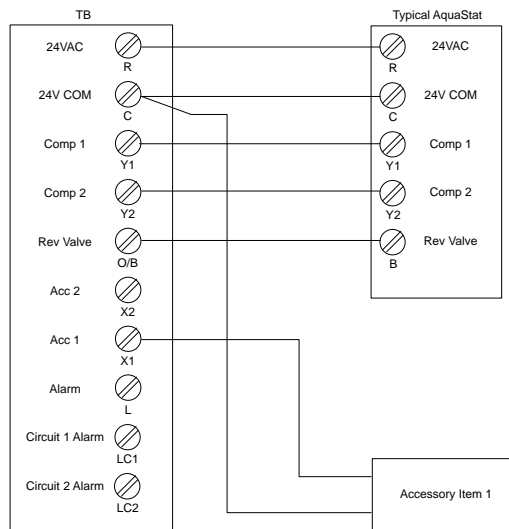 TB
24VAC
R
24V COM
C
Comp 1
Y1
Comp 2
Y2
Rev Valve
O/B
Acc 2
X2
Acc 1
X1
Alarm
L
Circuit 1 Alarm
LC1
Circuit 2 Alarm
LC2
Typical AquaStat
R
24VAC
C
24V COM
Y1
Comp 1
Y2
Comp 2
B
Rev Valve
Accessory Item 1